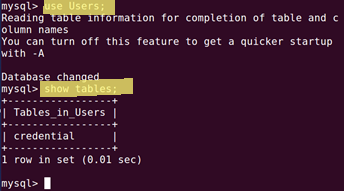 mysql> use Users;
Reading table information for completion of table and c
olumn names
You can turn off this feature to get a quicker startup
with -A
Database changed
mysql> show tables;
+-----------------+
| Tables_in_Users |
+-----------------+
| credential      |
+-----------------+
1 row in set (0.01 sec)
mysql>